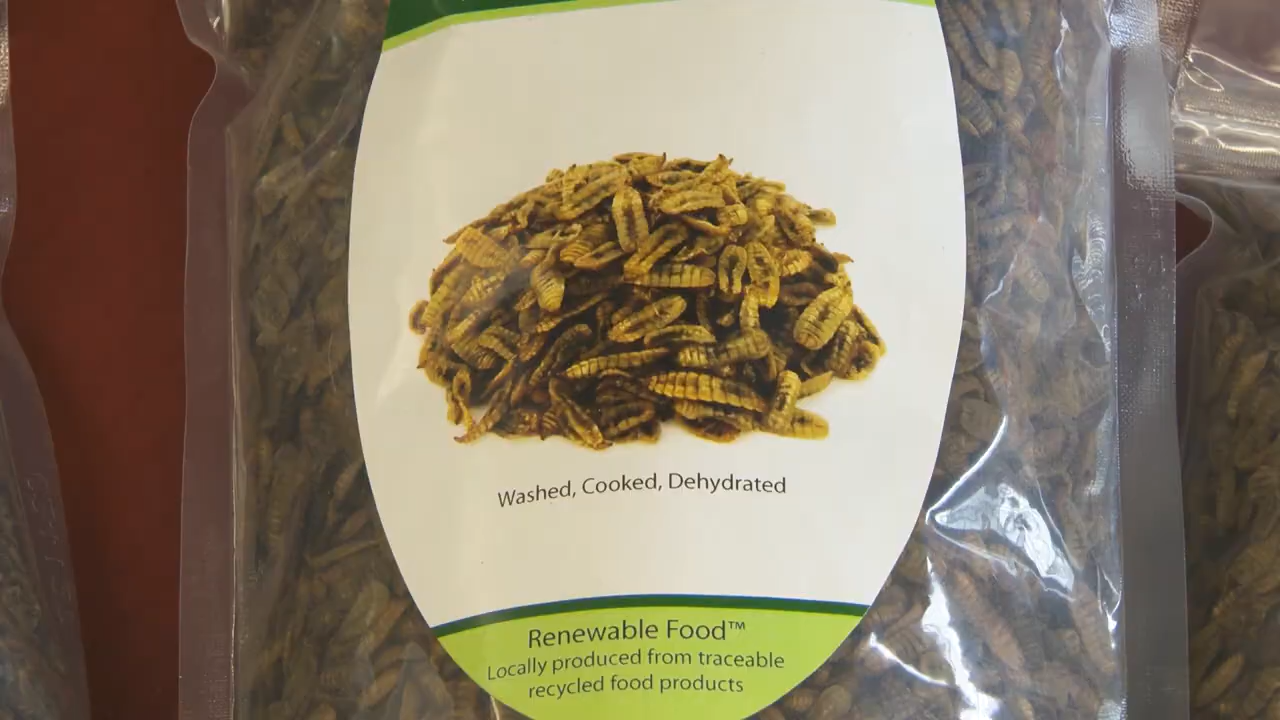 Washed, Cooked, Dehydrated
Renewable Food™
Locally produced from traceable
recycled food products